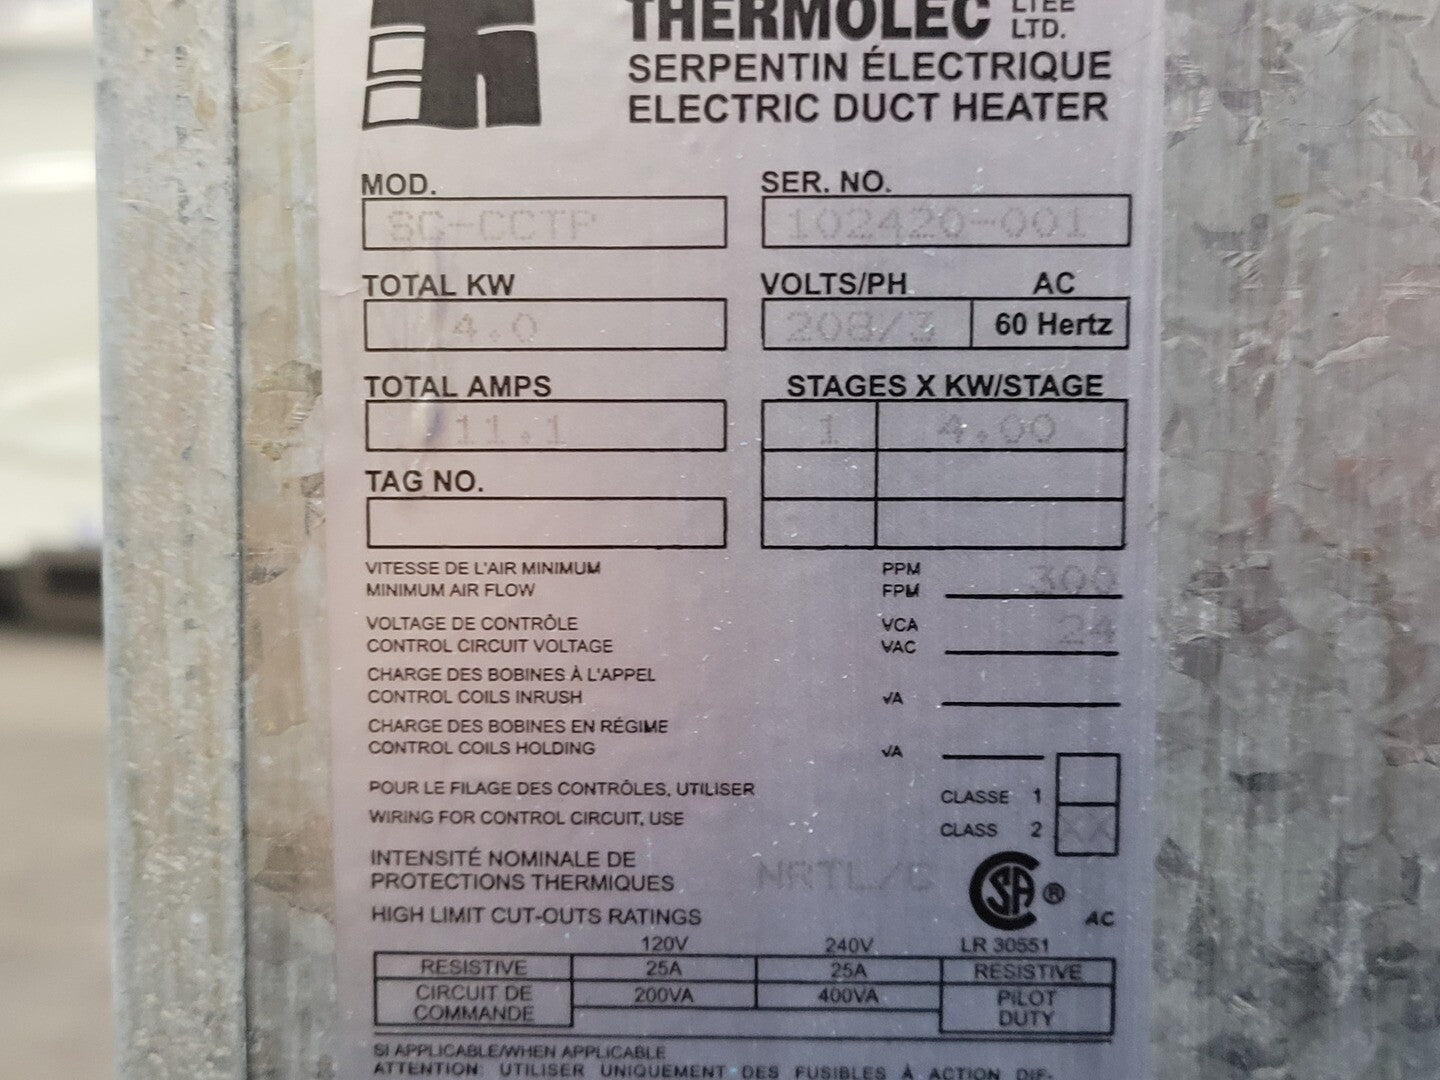 THERMOLEC LTÉE
LTD.
SERPENTIN ÉLECTRIQUE
ELECTRIC DUCT HEATER
MOD.
SER. NO.
SC-CCTP
102420-001
TOTAL KW
VOLTS/PH
AC
4.0
208/3
60 Hertz
TOTAL AMPS
STAGES X KW/STAGE
11.1
1
4.00
TAG NO.
VITESSE DE L'AIR MINIMUM PPM
MINIMUM AIR FLOW FPM 300
VOLTAGE DE CONTRÔLE VCA
CONTROL CIRCUIT VOLTAGE VAC 24
CHARGE DES BOBINES À L'APPEL
CONTROL COILS INRUSH VA
CHARGE DES BOBINES EN RÉGIME
CONTROL COILS HOLDING VA
POUR LE FILAGE DES CONTRÔLES, UTILISER CLASSE 1
WIRING FOR CONTROL CIRCUIT, USE CLASS 2 XX
INTENSITÉ NOMINALE DE
PROTECTIONS THERMIQUES NRTL/C
HIGH LIMIT CUT-OUTS RATINGS
CSA ® AC
120V 240V LR 30551
RESISTIVE 25A 25A RESISTIVE
CIRCUIT DE 200VA 400VA PILOT
COMMANDE DUTY
SI APPLICABLE/WHEN APPLICABLE
ATTENTION: UTILISER UNIQUEMENT DES FUSIBLES À ACTION DIF-